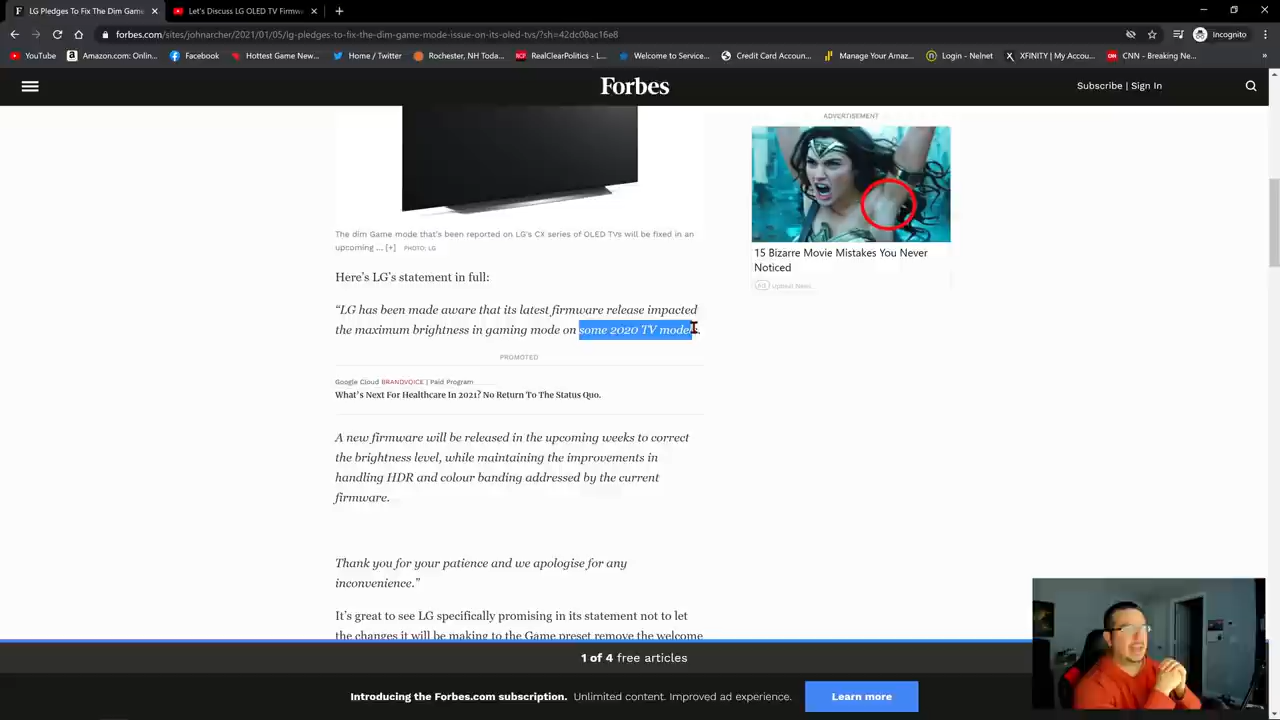 LG Pledges To Fix The Dim Game
Let's Discuss LG OLED TV Firmw
forbes.com/sites/johnarcher/2021/01/05/lg-pledges-to-fix-the-dim-game-mode-issue-on-its-oled-tvs/?sh=42dc08ac16e8
Incognito
YouTube
Amazon.com: Onlin...
Facebook
Hottest Game New...
Home / Twitter
Rochester, NH Toda...
RealClearPolitics - L...
Welcome to Service...
Credit Card Accoun...
Manage Your Amaz...
Login - Nelnet
XFINITY | My Accou...
CNN - Breaking Ne...
Forbes
Subscribe | Sign In
ADVERTISEMENT
15 Bizarre Movie Mistakes You Never
Noticed
The dim Game mode that's been reported on LG's CX series of OLED TVs will be fixed in an
upcoming ... [+] PHOTO: LG
Here's LG's statement in full:
“LG has been made aware that its latest firmware release impacted
the maximum brightness in gaming mode on some 2020 TV models.
PROMOTED
Google Cloud BRANDVOICE | Paid Program
What's Next For Healthcare In 2021? No Return To The Status Quo.
A new firmware will be released in the upcoming weeks to correct
the brightness level, while maintaining the improvements in
handling HDR and colour banding addressed by the current
firmware.
Thank you for your patience and we apologise for any
inconvenience.”
It's great to see LG specifically promising in its statement not to let
the changes it will be making to the Game preset remove the welcome
1 of 4 free articles
Introducing the Forbes.com subscription. Unlimited content. Improved ad experience.
Learn more